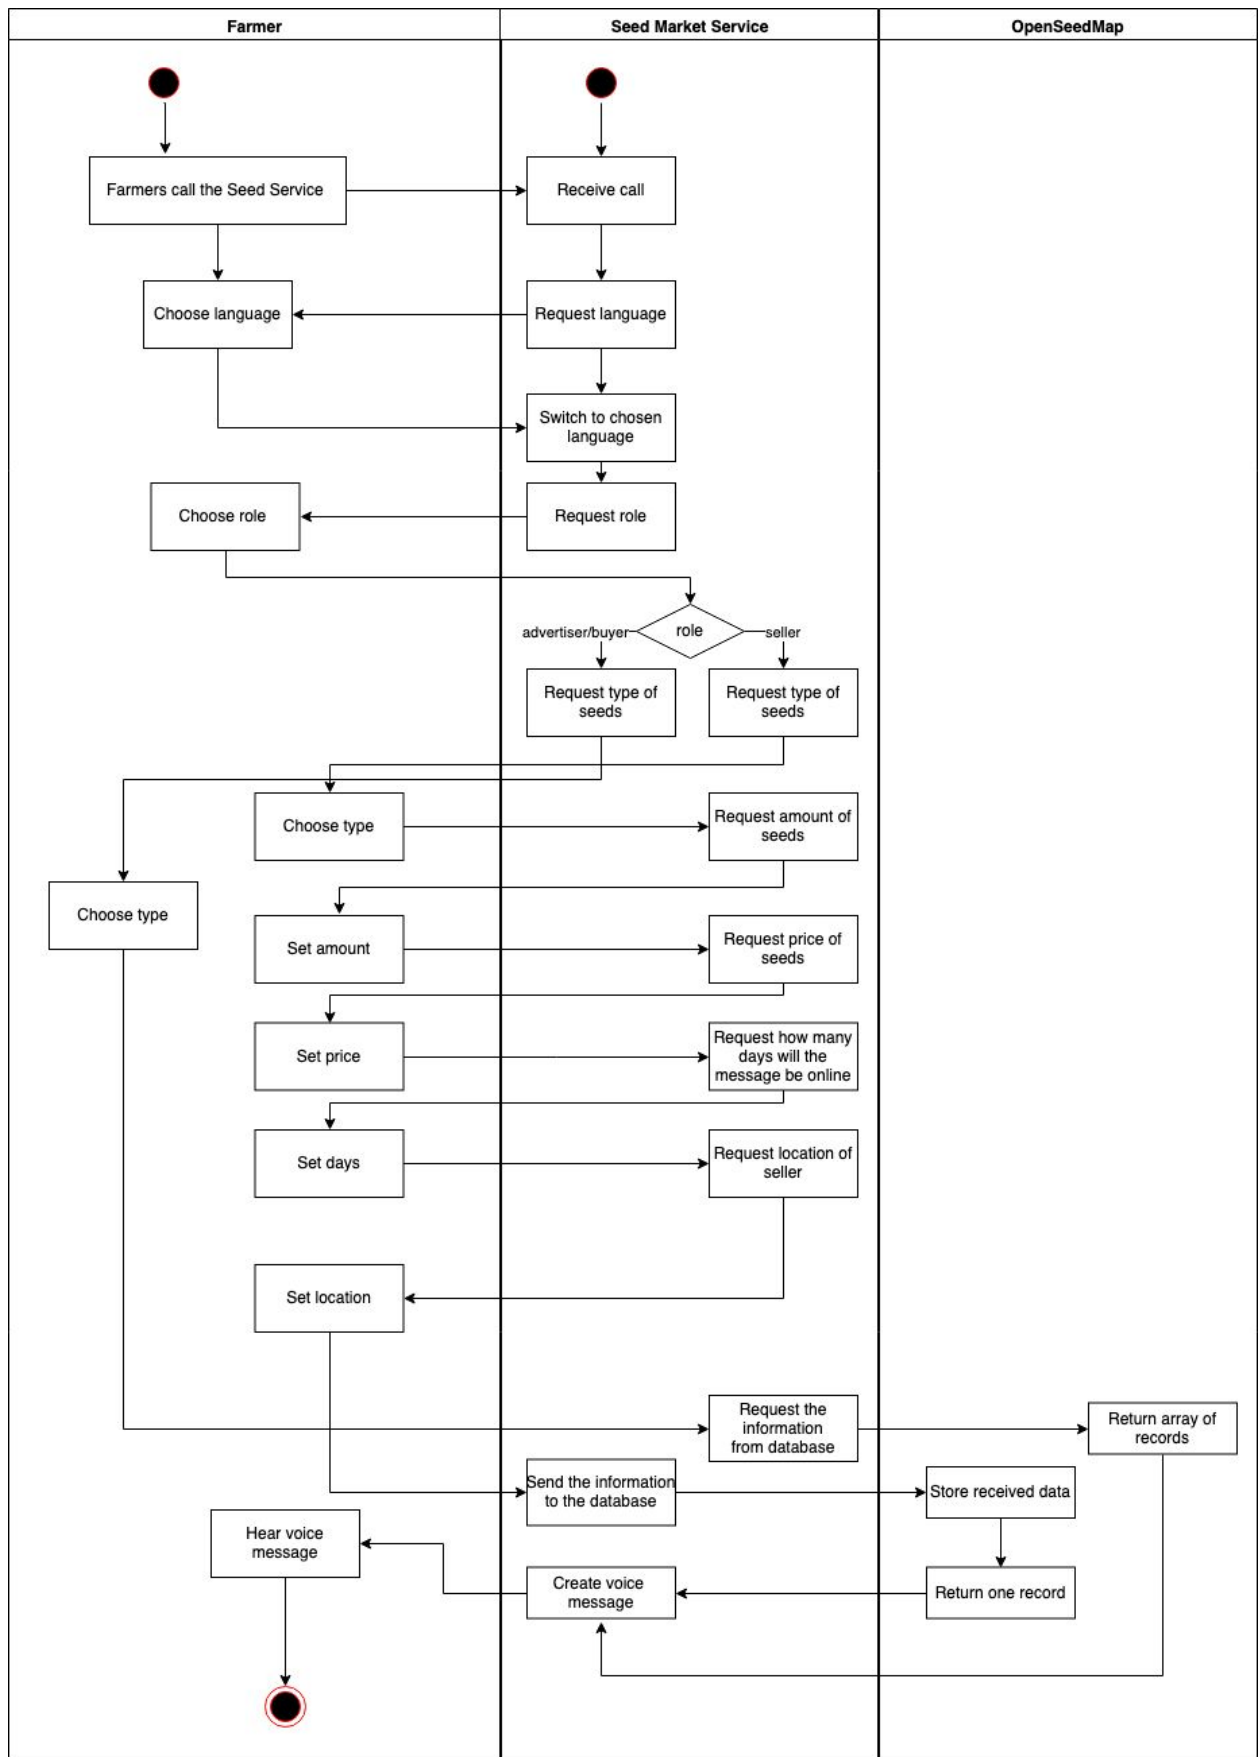 Farmer
Seed Market Service
OpenSeedMap
Farmers call the Seed Service
Receive call
Choose language
Request language
Switch to chosen
language
Choose role
Request role
advertiser/buyer
role
seller
Request type of
seeds
Request type of
seeds
Choose type
Request amount of
seeds
Choose type
Set amount
Request price of
seeds
Set price
Request how many
days will the
message be online
Set days
Request location of
seller
Set location
Request the
information
from database
Return array of
records
Send the information
to the database
Store received data
Hear voice
message
Create voice
message
Return one record